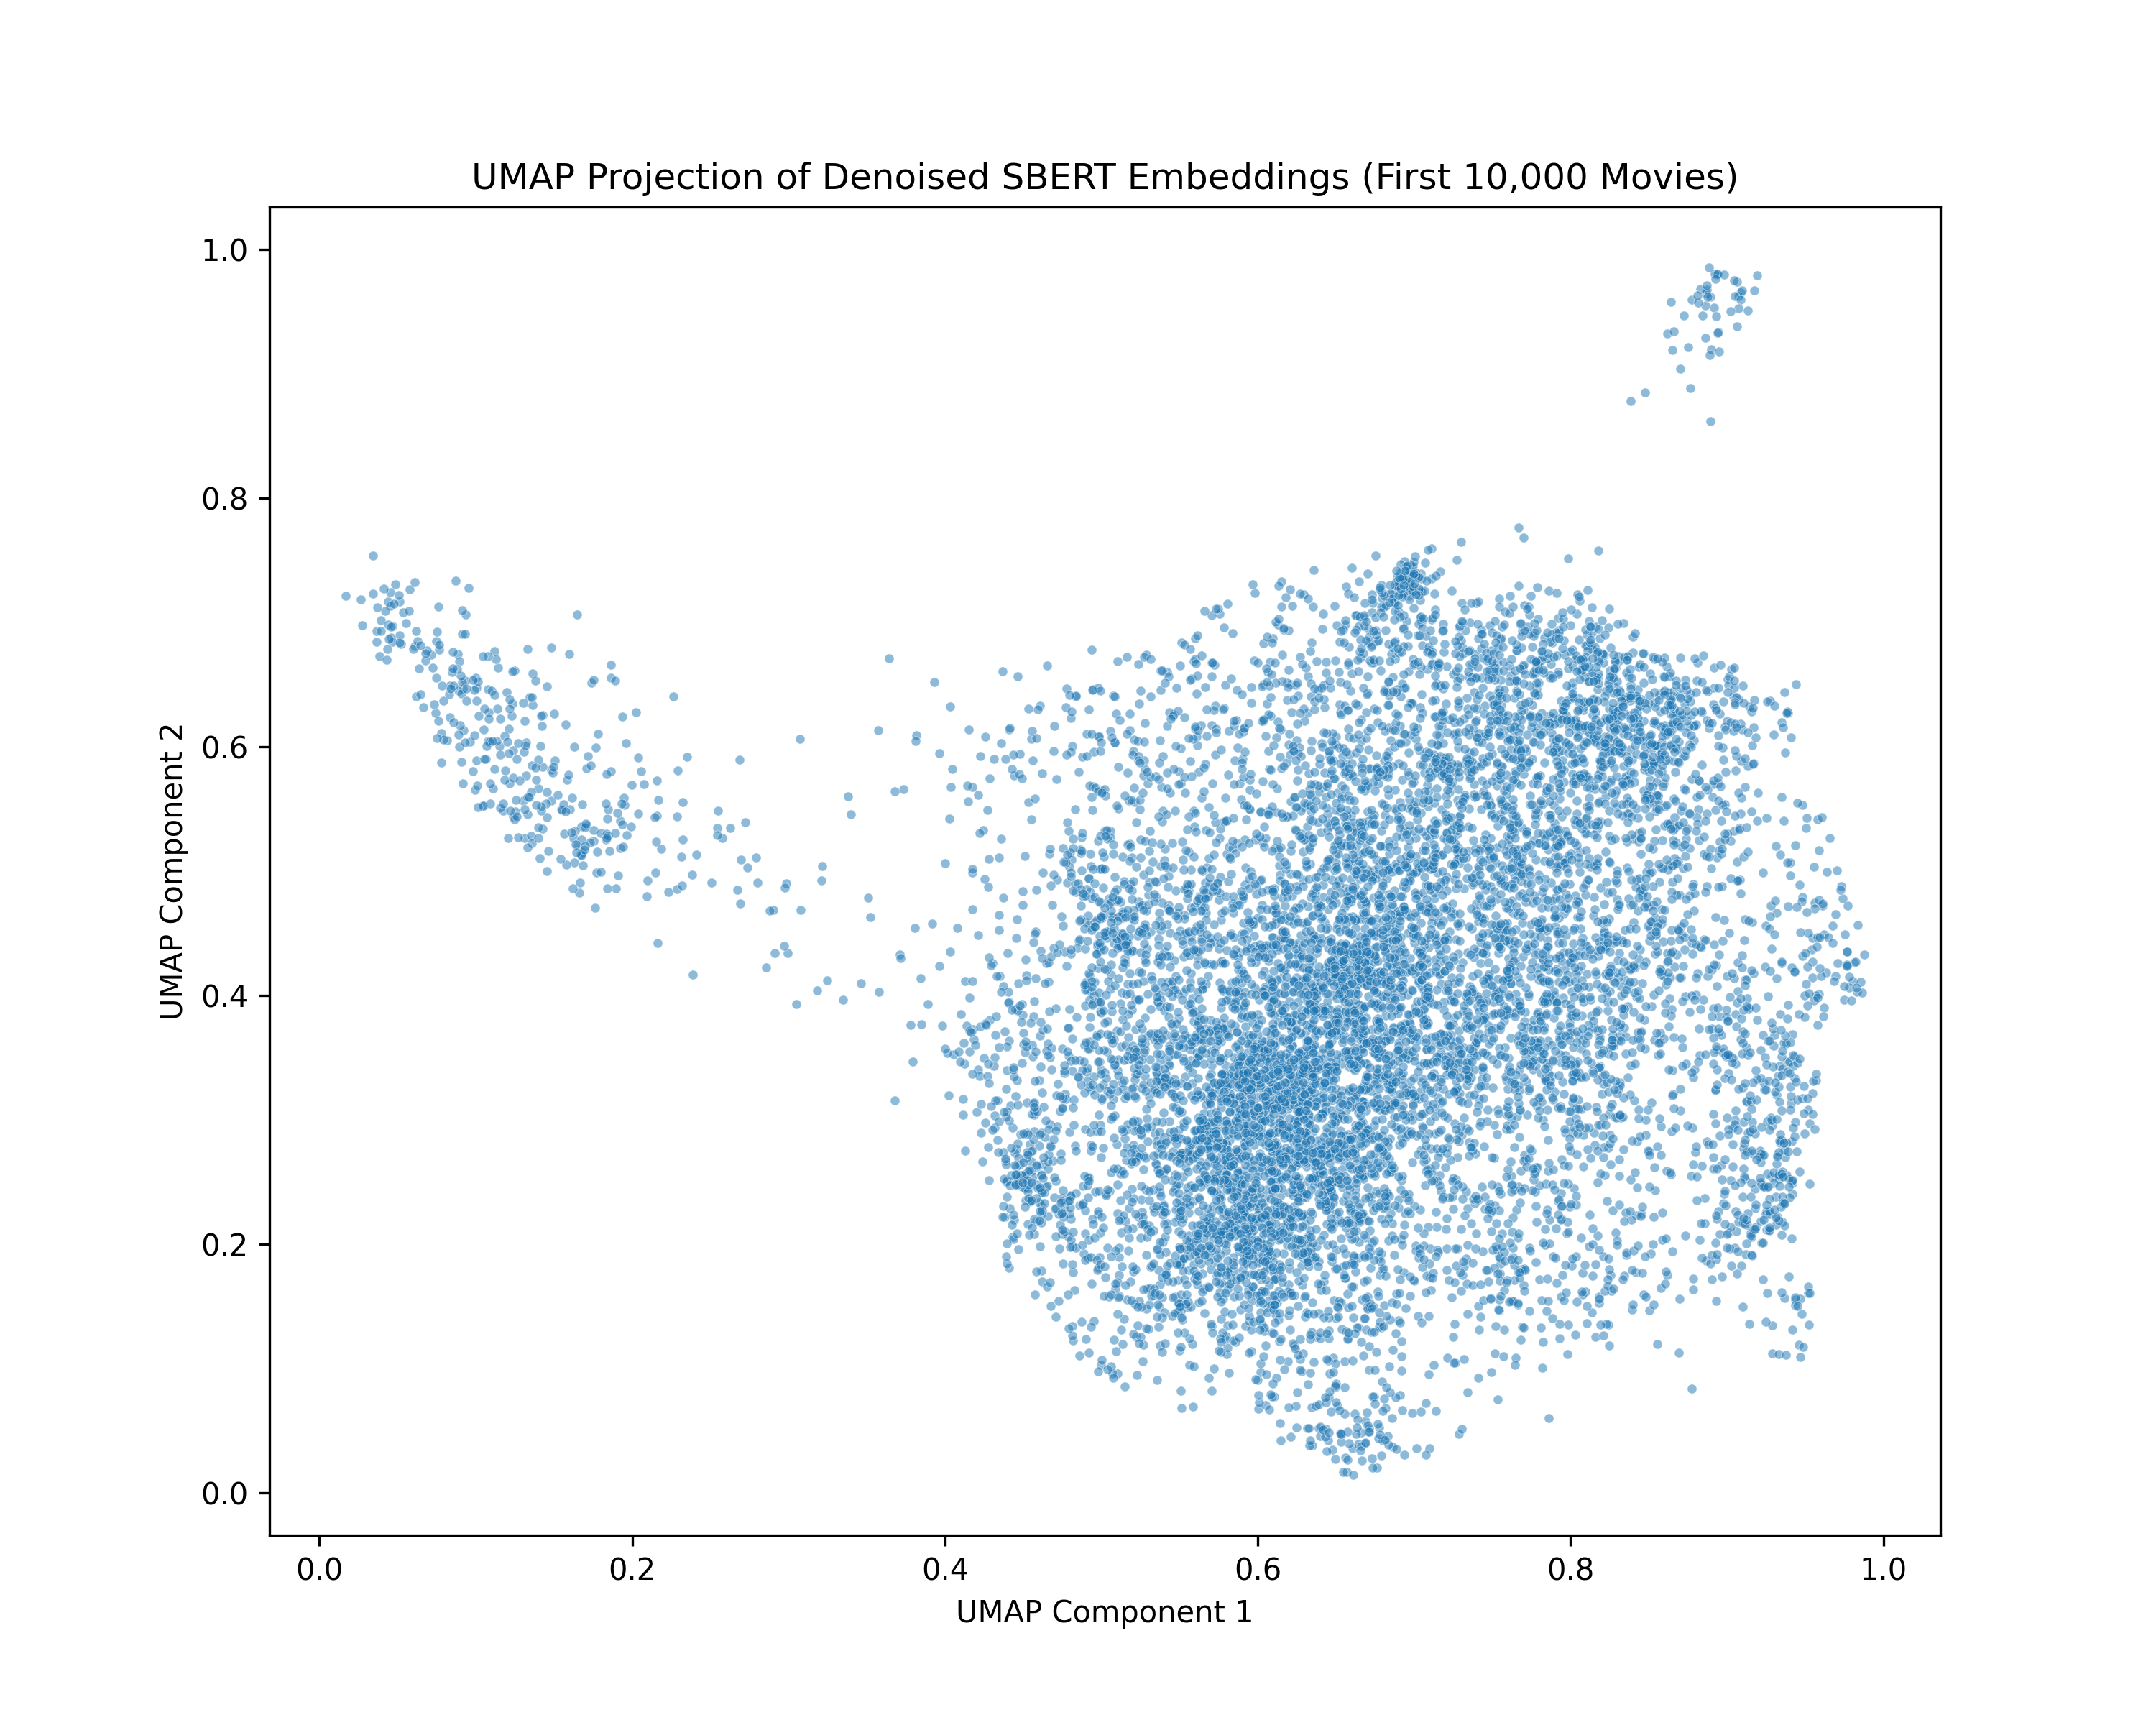 UMAP Projection of Denoised SBERT Embeddings (First 10,000 Movies)
1.0
0.8
0.6
0.4
0.2
0.0
UMAP Component 2
0.0 0.2 0.4 0.6 0.8 1.0
UMAP Component 1